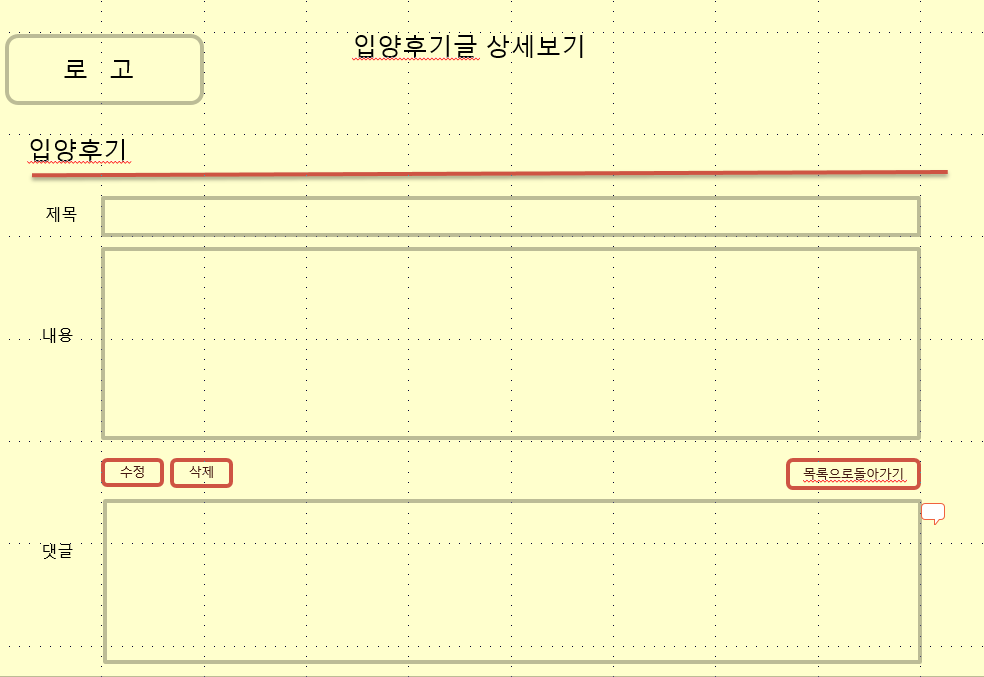 입양후기글 상세보기
로 고
입양후기
제목
내용
수정
삭제
목록으로돌아가기
댓글